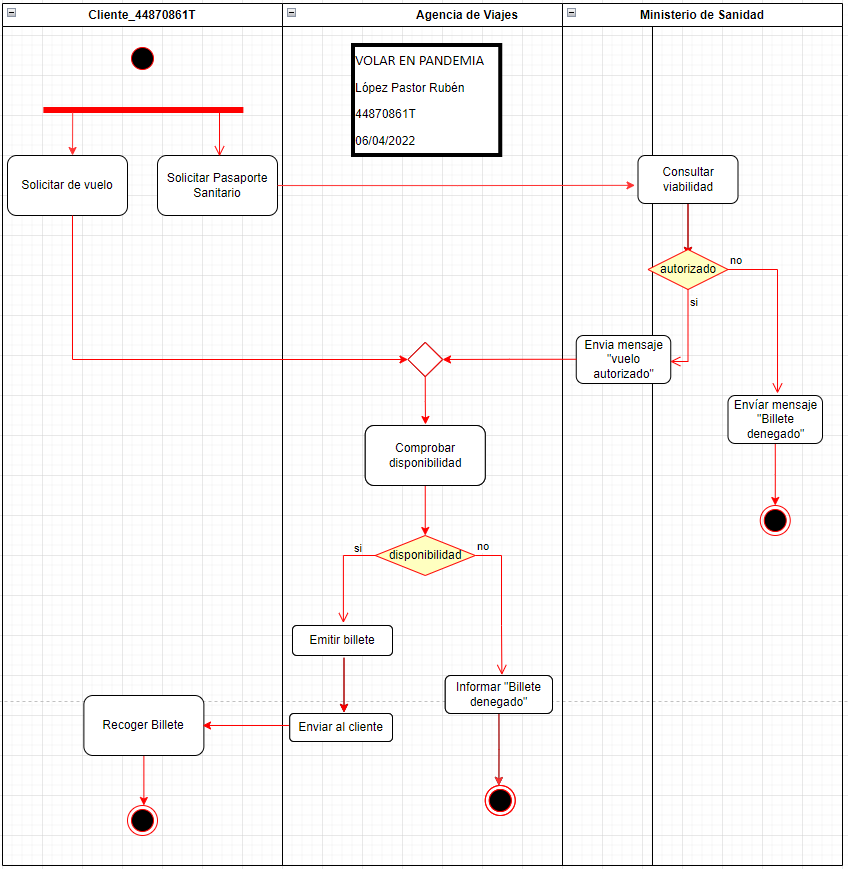 Cliente_44870861T
Agencia de Viajes
Ministerio de Sanidad
VOLAR EN PANDEMIA
López Pastor Rubén
44870861T
06/04/2022
Solicitar de vuelo
Solicitar Pasaporte
Sanitario
Consultar
viabilidad
autorizado
no
si
Envia mensaje
"vuelo
autorizado"
Envíar mensaje
"Billete
denegado"
Comprobar
disponibilidad
si
disponibilidad
no
Emitir billete
Informar "Billete
denegado"
Recoger Billete
Enviar al cliente